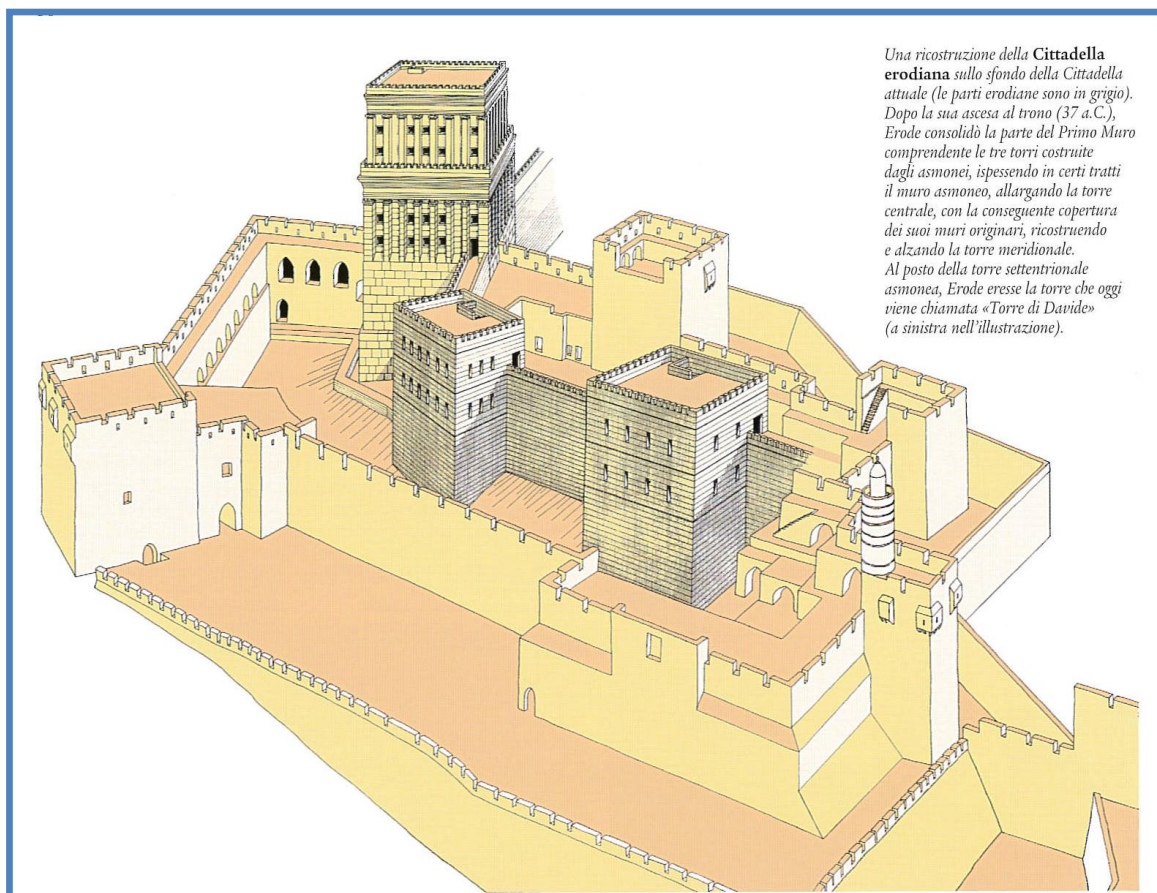 Una ricostruzione della Cittadella
erodiana sullo sfondo della Cittadella
attuale (le parti erodiane sono in grigio).
Dopo la sua ascesa al trono (37 a.C.),
Erode consolidò la parte del Primo Muro
comprendente le tre torri costruite
dagli asmonei, ispessendo in certi tratti
il muro asmoneo, allargando la torre
centrale, con la conseguente copertura
dei suoi muri originari, ricostruendo
e alzando la torre meridionale.
Al posto della torre settentrionale
asmonea, Erode eresse la torre che oggi
viene chiamata «Torre di Davide»
(a sinistra nell'illustrazione).